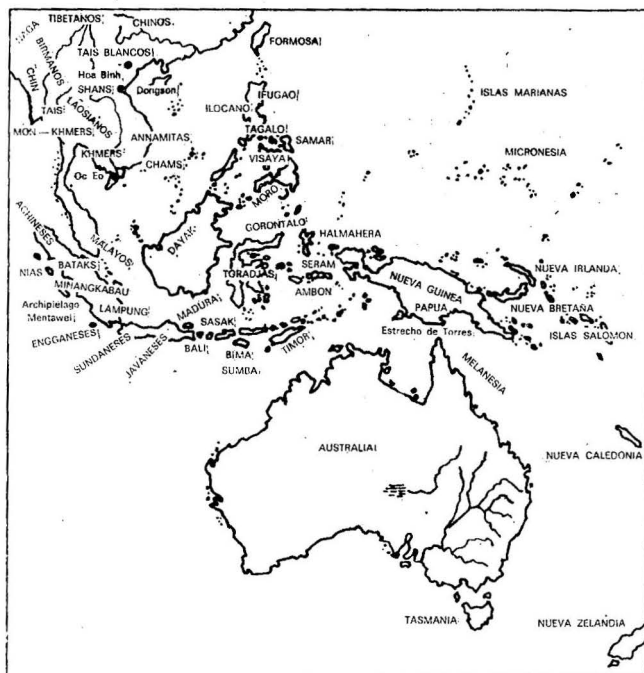 TIBETANOS
CHINOS
NAGA
BIRMANOS
CHIN
TAIS BLANCOS
FORMOSA
Hoa Binh
SHANS
Dongson
IFUGAO
ILOCANO
ISLAS MARIANAS
TAIS
LAOSIANOS
MON - KHMERS
ANNAMITAS
TAGALO
SAMAR
VISAYA
MICRONESIA
KHMERS
CHAMS
Oc Eo
MORO
ACHINESES
MALAYOS
DAYAK
GORONTALO
HALMAHERA
BATAKS
NIAS
TORADJAS
SERAM
NUEVA GUINEA
NUEVA IRLANDA
MINANGKABAU
AMBON
Archipielago
Mentawei
LAMPUNG
MADURA
PAPUA
NUEVA BRETAÑA
SASAK
Estrecho de Torres
ISLAS SALOMON
ENGGANESES
SUNDANESES
JAVANESES
BALI
BIMA
TIMOR
SUMBA
MELANESIA
AUSTRALIA
NUEVA CALEDONIA
TASMANIA
NUEVA ZELANDIA